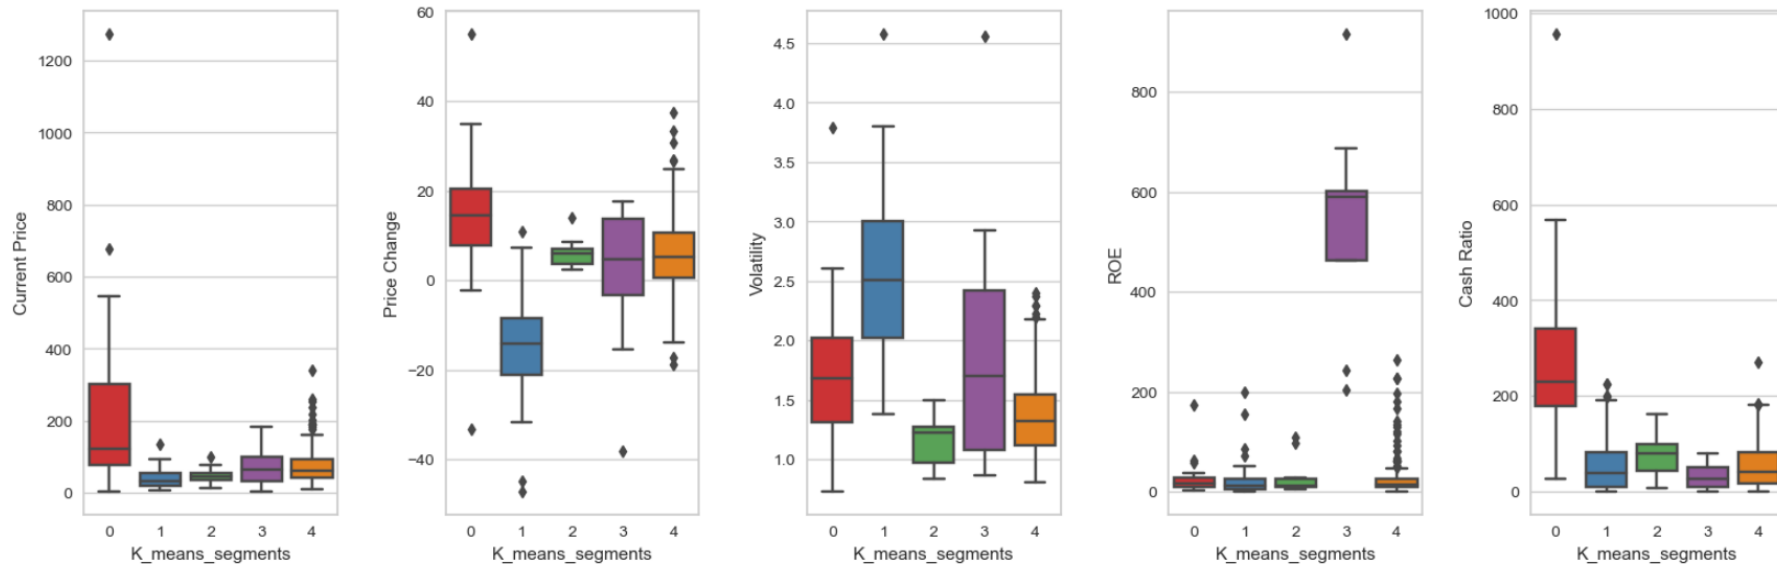 Current Price
1200
1000
800
600
400
200
0
0 1 2 3 4
K_means_segments
Price Change
60
40
20
0
−20
−40
0 1 2 3 4
K_means_segments
Volatility
4.5
4.0
3.5
3.0
2.5
2.0
1.5
1.0
0 1 2 3 4
K_means_segments
ROE
800
600
400
200
0
0 1 2 3 4
K_means_segments
Cash Ratio
1000
800
600
400
200
0
0 1 2 3 4
K_means_segments